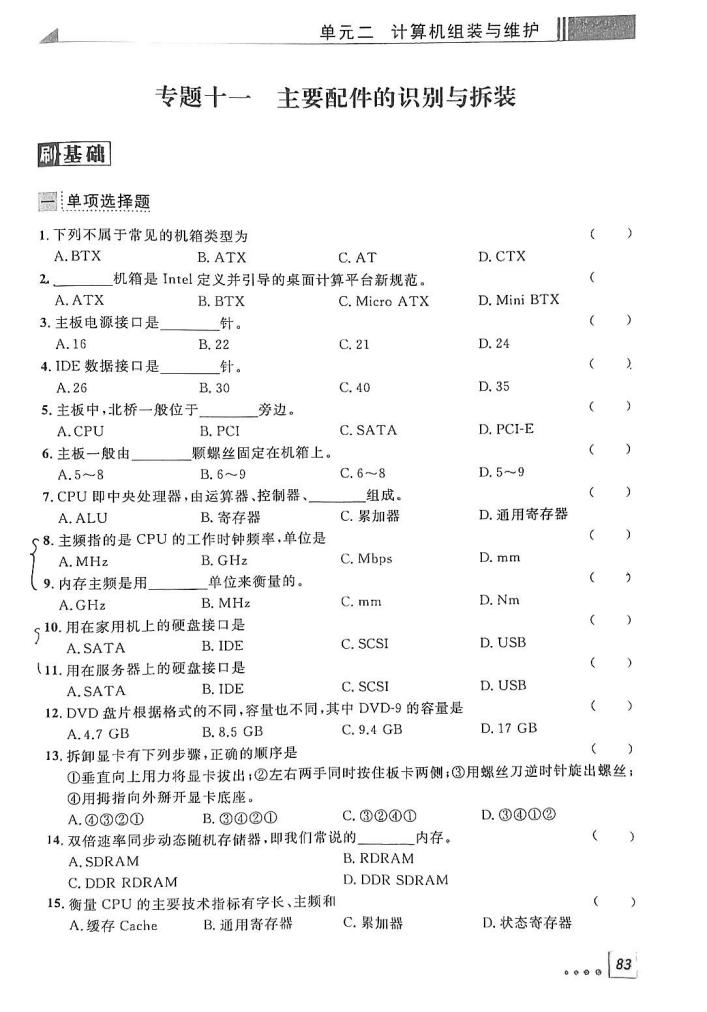 单元二 计算机组装与维护
专题十一 主要配件的识别与拆装
刷基础
一 单项选择题
1. 下列不属于常见的机箱类型为 ( )
A. BTX B. ATX C. AT D. CTX
2. ________机箱是 Intel 定义并引导的桌面计算平台新规范。 (
A. ATX B. BTX C. Micro ATX D. Mini BTX
3. 主板电源接口是________针。 ( )
A. 16 B. 22 C. 21 D. 24
4. IDE 数据接口是________针。 ( )
A. 26 B. 30 C. 40 D. 35
5. 主板中,北桥一般位于________旁边。 ( )
A. CPU B. PCI C. SATA D. PCI-E
6. 主板一般由________颗螺丝固定在机箱上。 ( )
A. 5～8 B. 6～9 C. 6～8 D. 5～9
7. CPU 即中央处理器,由运算器、控制器、________组成。 ( )
A. ALU B. 寄存器 C. 累加器 D. 通用寄存器
8. 主频指的是 CPU 的工作时钟频率,单位是 ( )
A. MHz B. GHz C. Mbps D. mm
9. 内存主频是用________单位来衡量的。 ( )
A. GHz B. MHz C. mm D. Nm
10. 用在家用机上的硬盘接口是 ( )
A. SATA B. IDE C. SCSI D. USB
11. 用在服务器上的硬盘接口是 ( )
A. SATA B. IDE C. SCSI D. USB
12. DVD 盘片根据格式的不同,容量也不同,其中 DVD-9 的容量是 ( )
A. 4.7 GB B. 8.5 GB C. 9.4 GB D. 17 GB
13. 拆卸显卡有下列步骤,正确的顺序是 ( )
①垂直向上用力将显卡拔出;②左右两手同时按住板卡两侧;③用螺丝刀逆时针旋出螺丝;
④用拇指向外掰开显卡底座。
A. ④③②① B. ③④②① C. ③②④① D. ③④①②
14. 双倍速率同步动态随机存储器,即我们常说的________内存。 ( )
A. SDRAM B. RDRAM
C. DDR RDRAM D. DDR SDRAM
15. 衡量 CPU 的主要技术指标有字长、主频和 ( )
A. 缓存 Cache B. 通用寄存器 C. 累加器 D. 状态寄存器
83